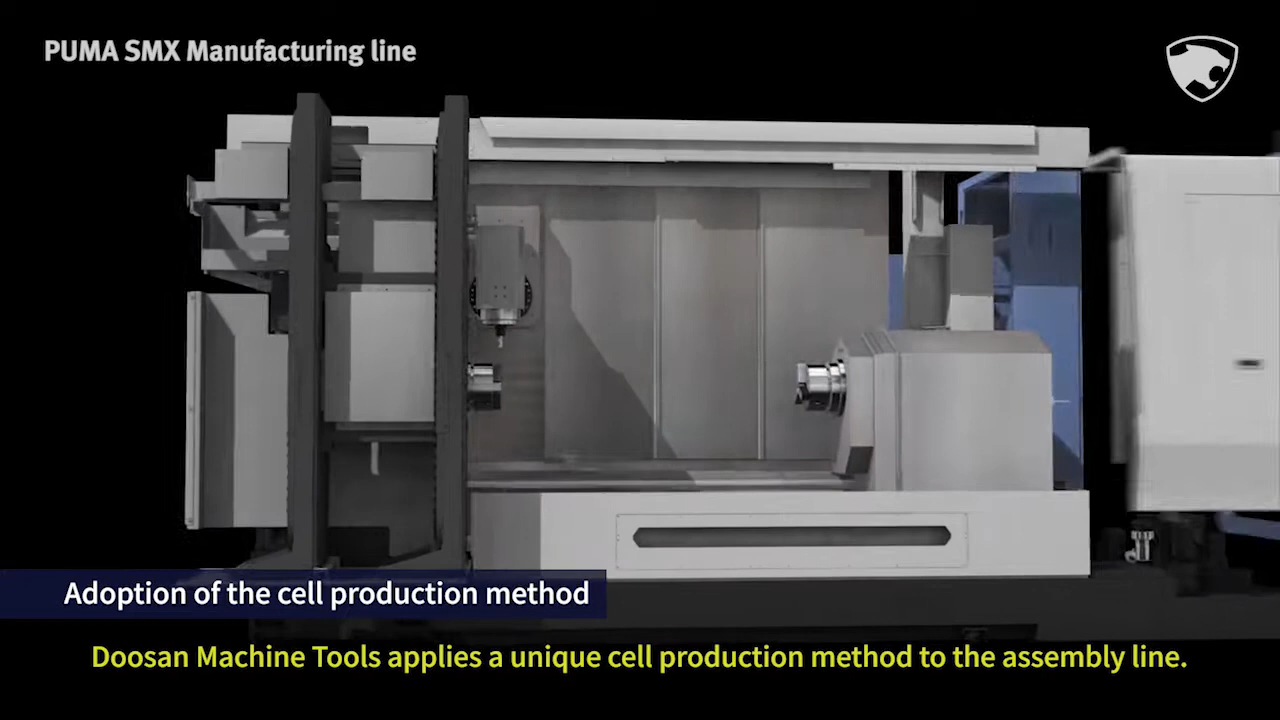 PUMA SMX Manufacturing line
Adoption of the cell production method
Doosan Machine Tools applies a unique cell production method to the assembly line.